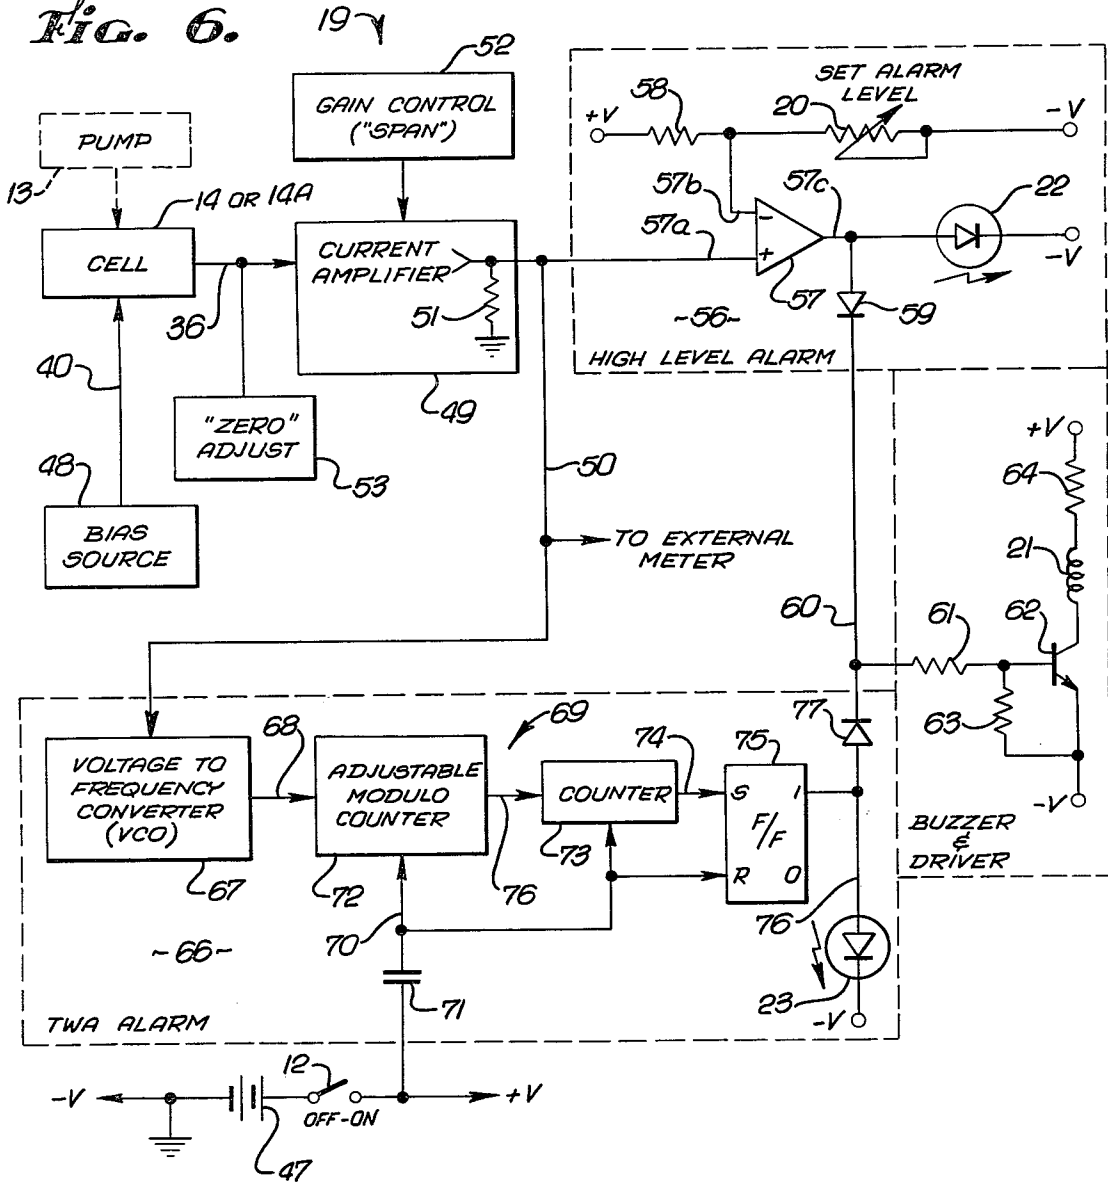 Fig. 6.
19
52
GAIN CONTROL
("SPAN")
PUMP
13
14 OR 14A
CELL
36
CURRENT
AMPLIFIER
51
49
40
"ZERO"
ADJUST
53
48
BIAS
SOURCE
50
TO EXTERNAL
METER
SET ALARM
LEVEL
+V
58
20
-V
57b
57c
22
57a
-
+
57
-V
59
~56~
HIGH LEVEL ALARM
+V
64
21
60
61
62
63
-V
BUZZER
&
DRIVER
69
68
74
75
77
VOLTAGE TO
FREQUENCY
CONVERTER
(VCO)
67
ADJUSTABLE
MODULO
COUNTER
72
76
COUNTER
73
S
1
F/F
R
0
70
76
~66~
71
23
-V
TWA ALARM
-V
12
OFF-ON
+V
47